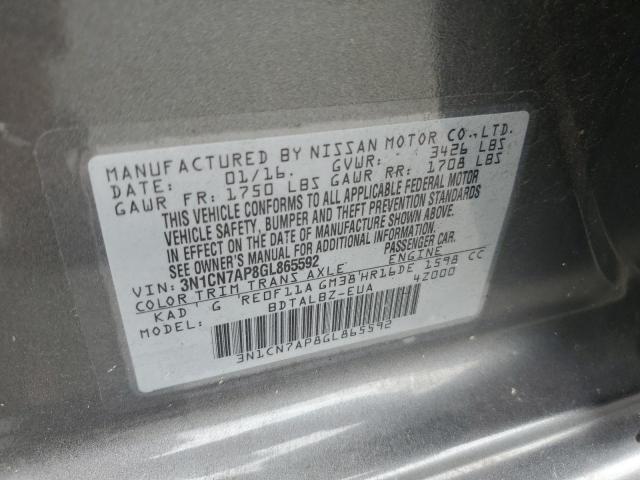 MANUFACTURED BY NISSAN MOTOR CO., LTD.
DATE: 01/16. GVWR: 3426 LBS
GAWR FR: 1750 LBS GAWR RR: 1708 LBS
THIS VEHICLE CONFORMS TO ALL APPLICABLE FEDERAL MOTOR
VEHICLE SAFETY, BUMPER AND THEFT PREVENTION STANDARDS
IN EFFECT ON THE DATE OF MANUFACTURE SHOWN ABOVE.
SEE OWNER'S MANUAL FOR ADDITIONAL INFORMATION.
VIN: 3N1CN7AP8GL865592 PASSENGER CAR.
COLOR TRIM TRANS AXLE ENGINE
KAD G RE0F11A GM38 HR16DE 1598 CC
MODEL: BDTALBZ-EUA 4Z000
3N1CN7AP8GL865592